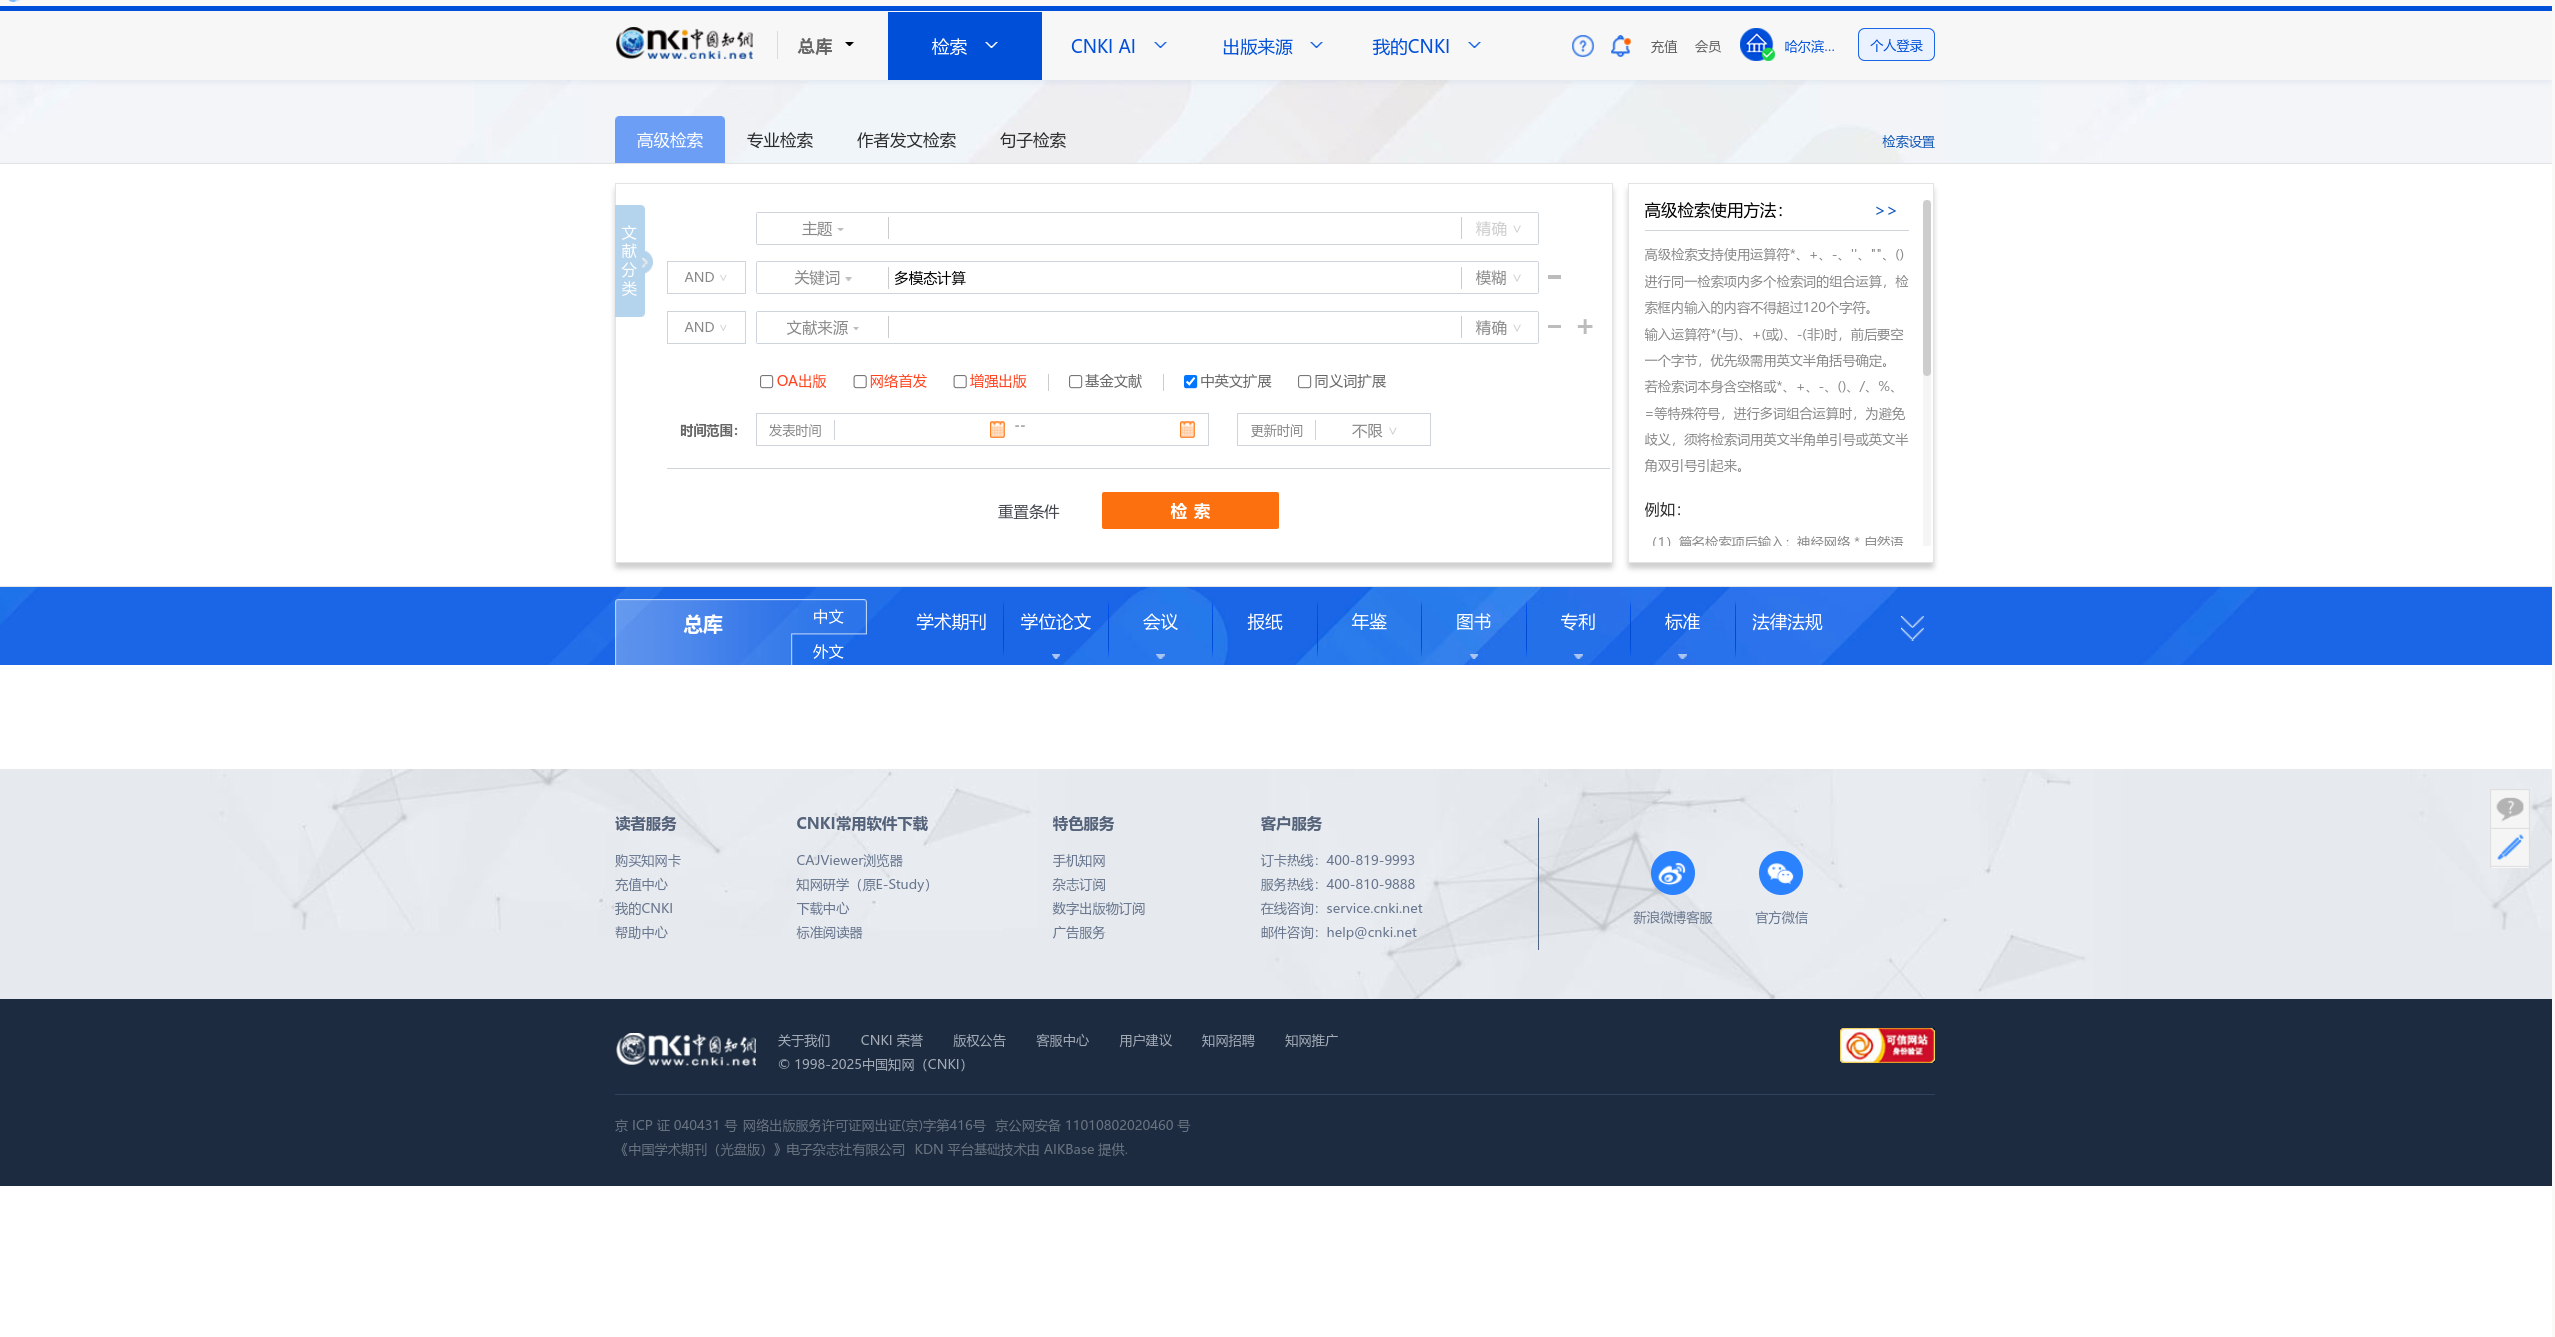 Cnki中国知网
www.cnki.net
总库
检索
CNKI AI
出版来源
我的CNKI
充值
会员
哈尔滨...
个人登录
高级检索
专业检索
作者发文检索
句子检索
检索设置
文献分类
主题
精确
AND
关键词
多模态计算
模糊
AND
文献来源
精确
OA出版
网络首发
增强出版
基金文献
中英文扩展
同义词扩展
时间范围：
发表时间
--
更新时间
不限
重置条件
检 索
高级检索使用方法：
>>
高级检索支持使用运算符*、+、-、''、""、()
进行同一检索项内多个检索词的组合运算，检
索框内输入的内容不得超过120个字符。
输入运算符*(与)、+(或)、-(非)时，前后要空
一个字节，优先级需用英文半角括号确定。
若检索词本身含空格或*、+、-、()、/、%、
=等特殊符号，进行多词组合运算时，为避免
歧义，须将检索词用英文半角单引号或英文半
角双引号引起来。
例如：
（1）篇名检索项后输入：神经网络 * 自然语
总库
中文
外文
学术期刊
学位论文
会议
报纸
年鉴
图书
专利
标准
法律法规
读者服务
购买知网卡
充值中心
我的CNKI
帮助中心
CNKI常用软件下载
CAJViewer浏览器
知网研学（原E-Study）
下载中心
标准阅读器
特色服务
手机知网
杂志订阅
数字出版物订阅
广告服务
客户服务
订卡热线：400-819-9993
服务热线：400-810-9888
在线咨询：service.cnki.net
邮件咨询：help@cnki.net
新浪微博客服
官方微信
Cnki中国知网
www.cnki.net
关于我们
CNKI 荣誉
版权公告
客服中心
用户建议
知网招聘
知网推广
© 1998-2025中国知网（CNKI）
可信网站
身份验证
京 ICP 证 040431 号 网络出版服务许可证网出证(京)字第416号 京公网安备 11010802020460 号
《中国学术期刊（光盘版）》电子杂志社有限公司 KDN 平台基础技术由 AIKBase 提供.